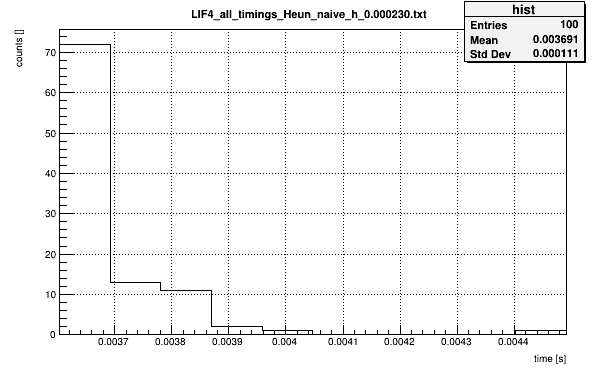 LIF4_all_timings_Heun_naive_h_0.000230.txt
hist
Entries 100
Mean 0.003691
Std Dev 0.000111
counts []
70
60
50
40
30
20
10
0
0.0037 0.0038 0.0039 0.004 0.0041 0.0042 0.0043 0.0044
time [s]